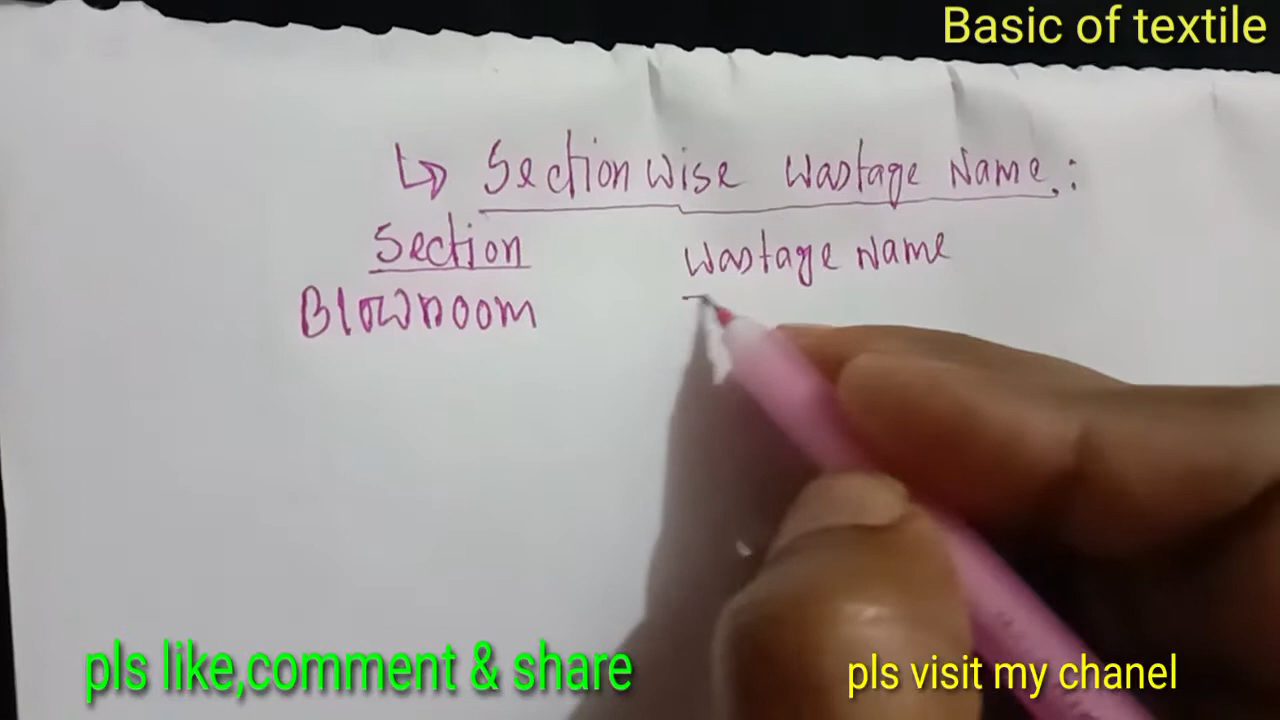 Basic of textile
Section wise wastage Name.:
Section wastage Name
Blowroom
pls like,comment & share
pls visit my chanel